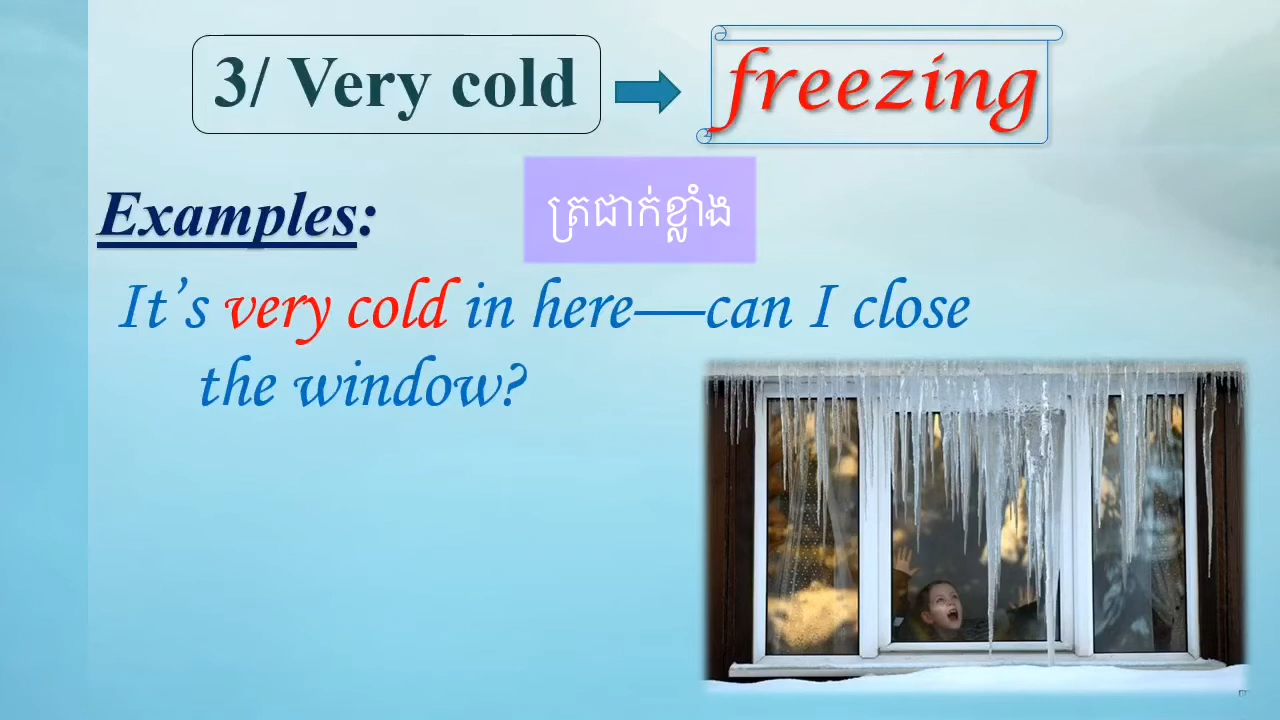 3/ Very cold
freezing
ត្រជាក់ខ្លាំង
Examples:
It’s very cold in here—can I close
the window?